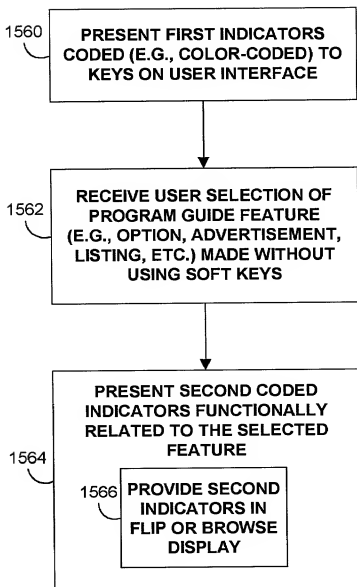 1560
PRESENT FIRST INDICATORS
CODED (E.G., COLOR-CODED) TO
KEYS ON USER INTERFACE
1562
RECEIVE USER SELECTION OF
PROGRAM GUIDE FEATURE
(E.G., OPTION, ADVERTISEMENT,
LISTING, ETC.) MADE WITHOUT
USING SOFT KEYS
1564
PRESENT SECOND CODED
INDICATORS FUNCTIONALLY
RELATED TO THE SELECTED
FEATURE
1566
PROVIDE SECOND
INDICATORS IN
FLIP OR BROWSE
DISPLAY